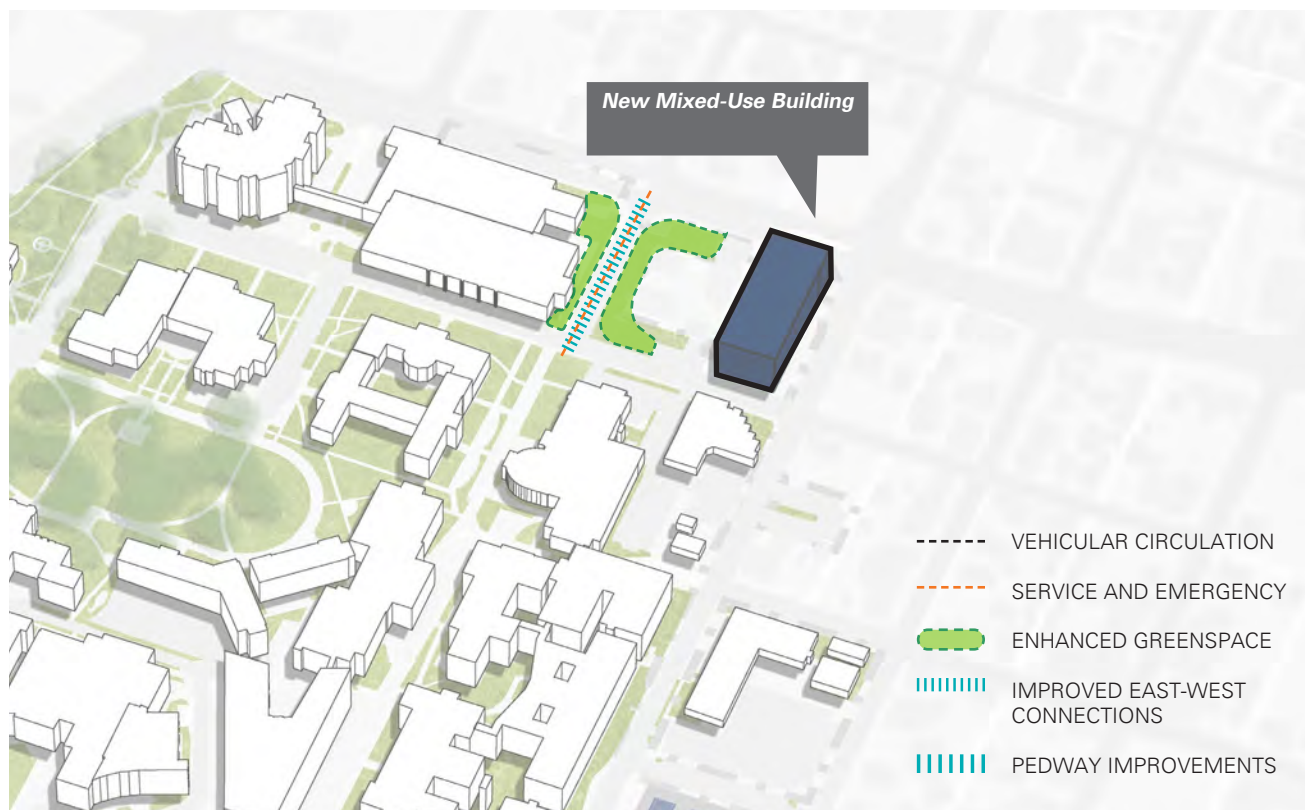 New Mixed-Use Building
VEHICULAR CIRCULATION
SERVICE AND EMERGENCY
ENHANCED GREENSPACE
IMPROVED EAST-WEST
CONNECTIONS
PEDWAY IMPROVEMENTS